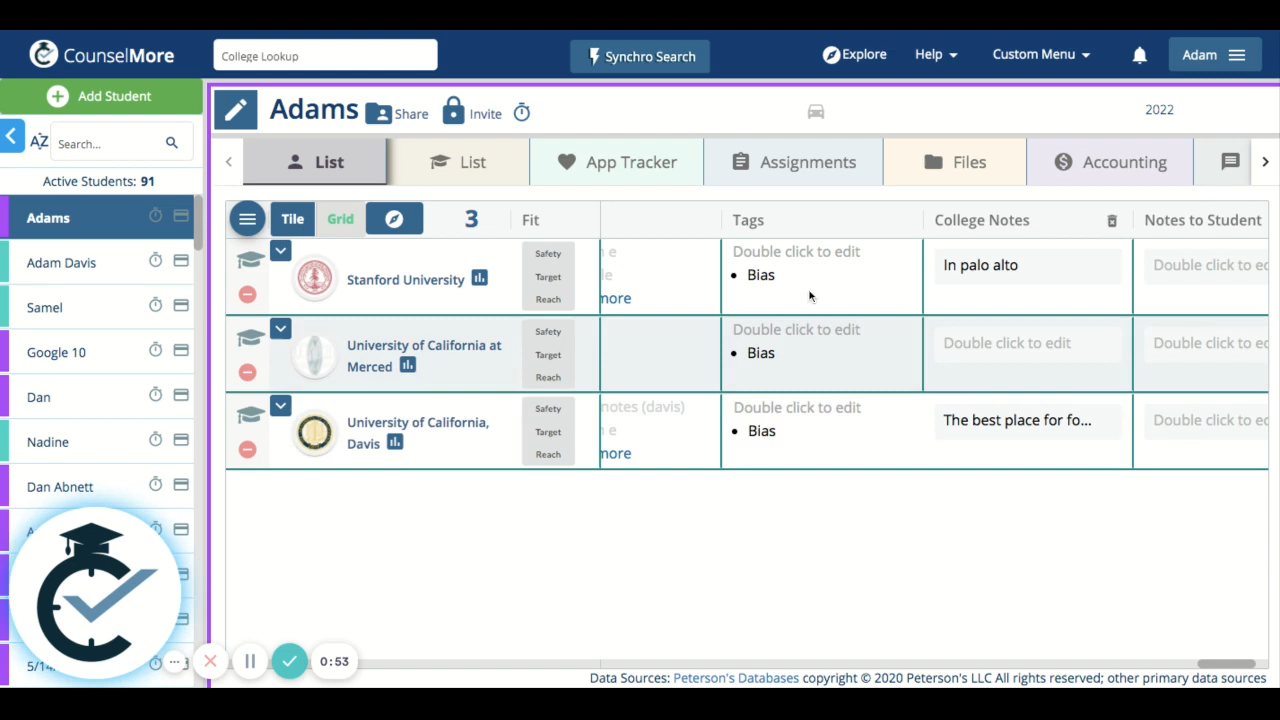 CounselMore
College Lookup
Synchro Search
Explore
Help
Custom Menu
Adam
Add Student
Adams
Share
Invite
2022
AZ
Search...
List
List
App Tracker
Assignments
Files
Accounting
Active Students: 91
Adams
Adam Davis
Samel
Google 10
Dan
Nadine
Dan Abnett
Tile
Grid
3
Fit
Tags
College Notes
Notes to Student
Stanford University
Safety
Target
Reach
more
Double click to edit
• Bias
In palo alto
Double click to ed
University of California at
Merced
Safety
Target
Reach
Double click to edit
• Bias
Double click to edit
Double click to ed
University of California,
Davis
Safety
Target
Reach
notes (davis)
more
Double click to edit
• Bias
The best place for fo...
Double click to ed
5/14
0:53
Data Sources: Peterson's Databases copyright © 2020 Peterson's LLC All rights reserved; other primary data sources